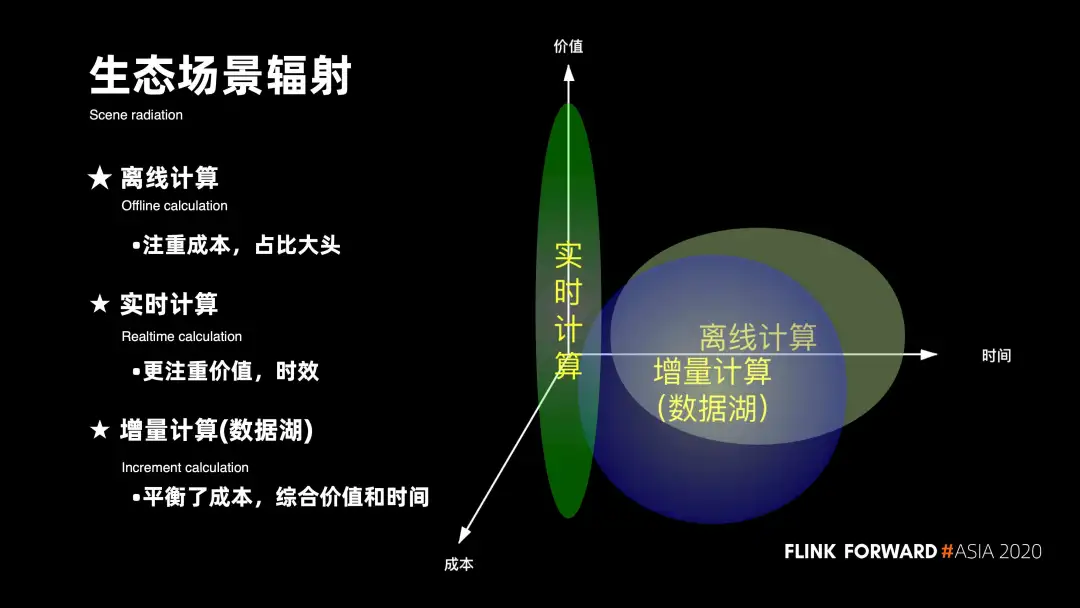 生态场景辐射
Scene radiation
★ 离线计算
Offline calculation
•注重成本，占比大头
★ 实时计算
Realtime calculation
•更注重价值，时效
★ 增量计算(数据湖)
Increment calculation
•平衡了成本，综合价值和时间
价值
实时计算
离线计算
增量计算
（数据湖）
时间
成本
FLINK FORWARD #ASIA 2020